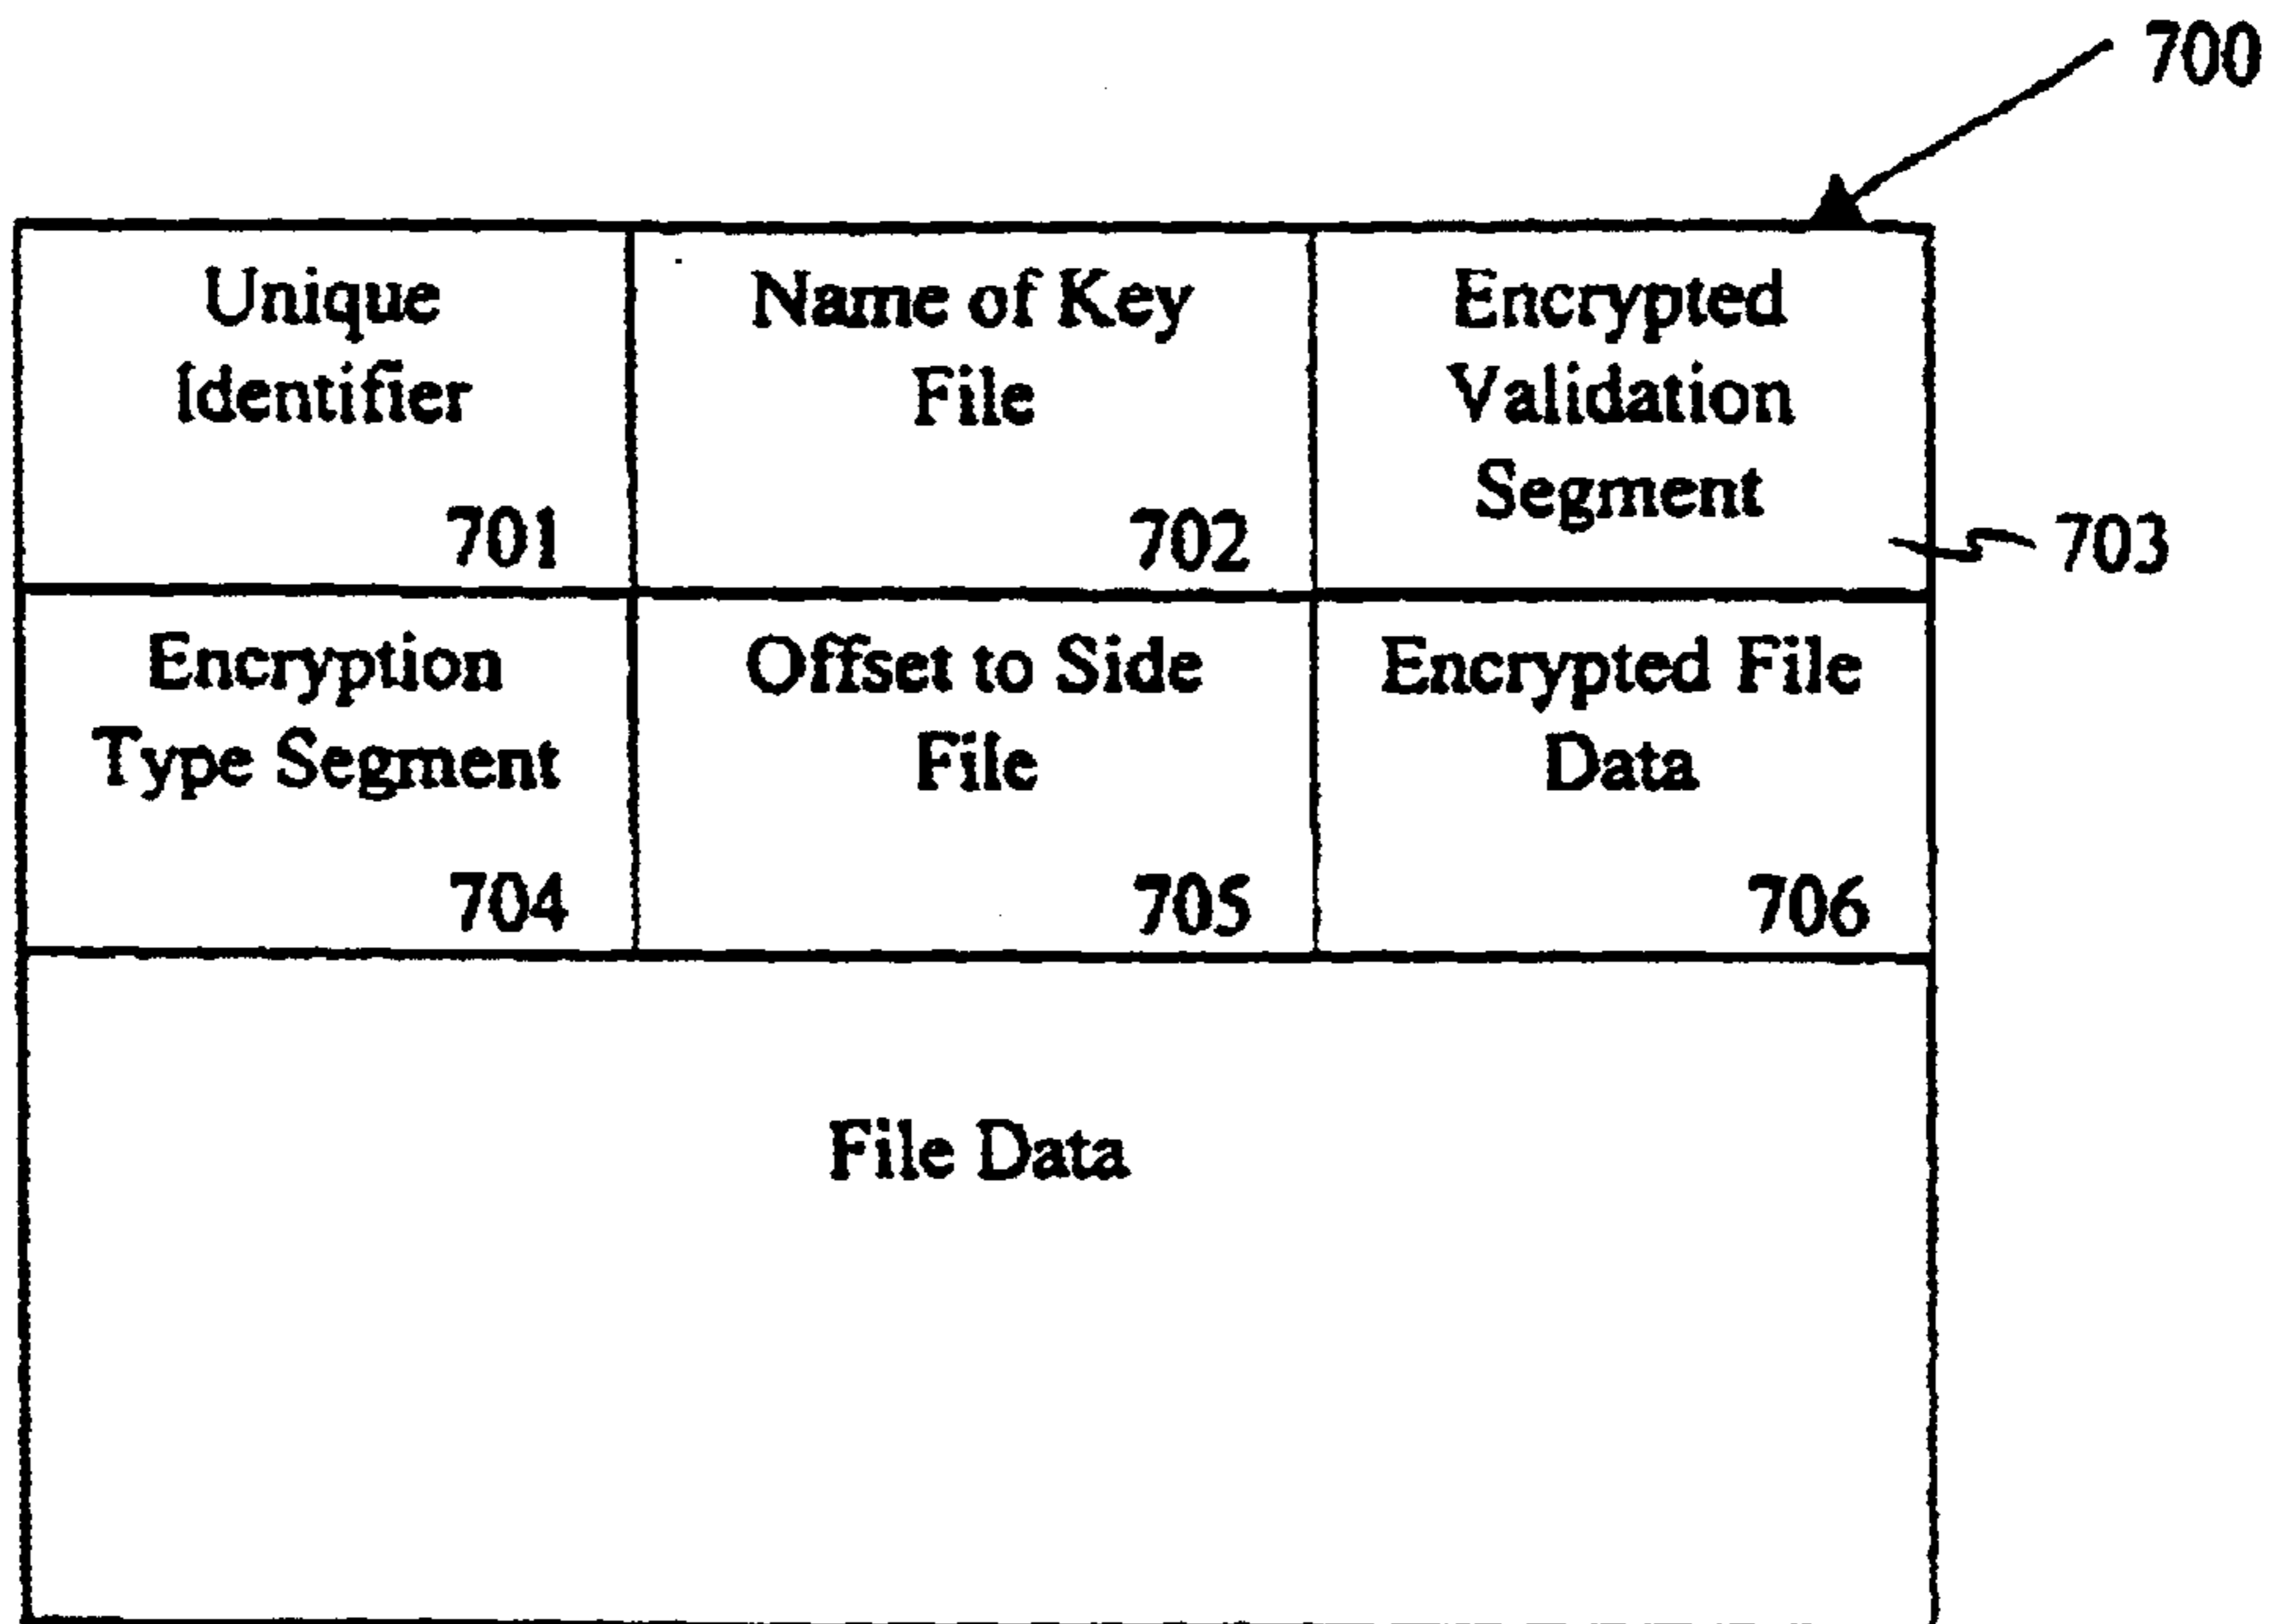 700
Unique
Identifier
701
Name of Key
File
702
Encrypted
Validation
Segment
703
Encryption
Type Segment
704
Offset to Side
File
705
Encrypted File
Data
706
File Data